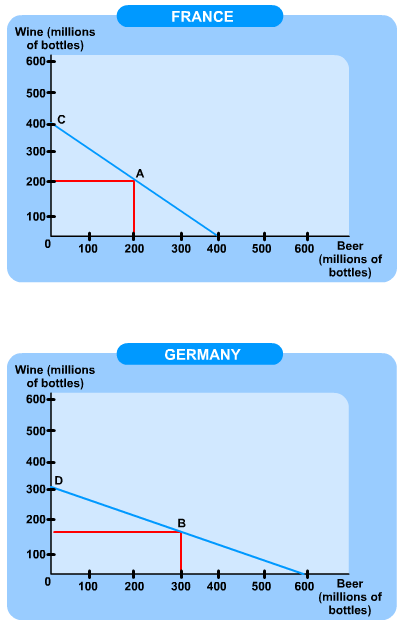 FRANCE
Wine (millions
of bottles)
600
500
C
400
300
A
200
100
0
100 200 300 400 500 600
Beer
(millions of
bottles)
GERMANY
Wine (millions
of bottles)
600
500
400
D
300
B
200
100
0
100 200 300 400 500 600
Beer
(millions of
bottles)